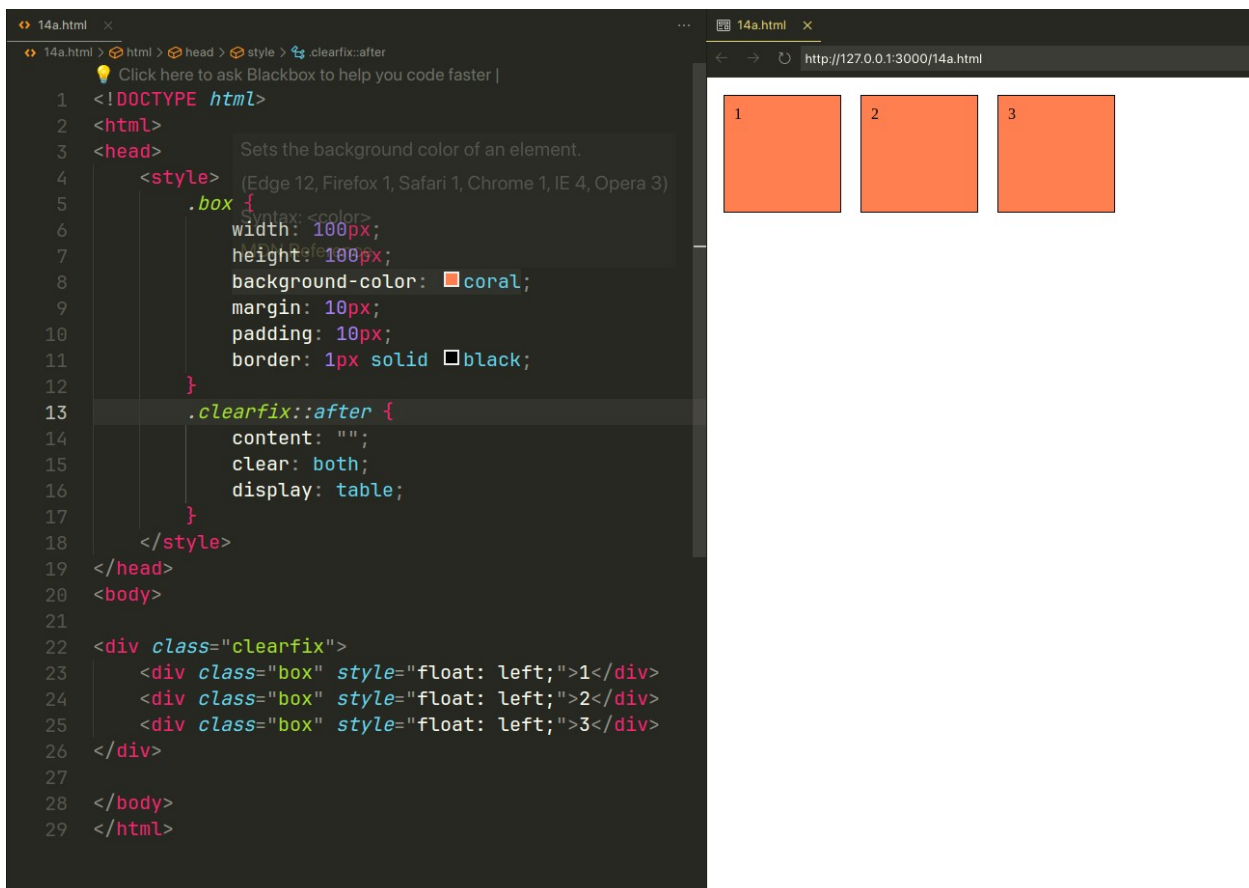 14a.html
14a.html > html > head > style > .clearfix::after
Click here to ask Blackbox to help you code faster |
1 <!DOCTYPE html>
2 <html>
3 <head>
4 <style>
5 .box {
6 width: 100px;
7 height: 100px;
8 background-color: coral;
9 margin: 10px;
10 padding: 10px;
11 border: 1px solid black;
12 }
13 .clearfix::after {
14 content: "";
15 clear: both;
16 display: table;
17 }
18 </style>
19 </head>
20 <body>
21
22 <div class="clearfix">
23 <div class="box" style="float: left;">1</div>
24 <div class="box" style="float: left;">2</div>
25 <div class="box" style="float: left;">3</div>
26 </div>
27
28 </body>
29 </html>
Sets the background color of an element.
(Edge 12, Firefox 1, Safari 1, Chrome 1, IE 4, Opera 3)
Syntax: <color>
MDN Reference
14a.html
http://127.0.0.1:3000/14a.html
1 2 3